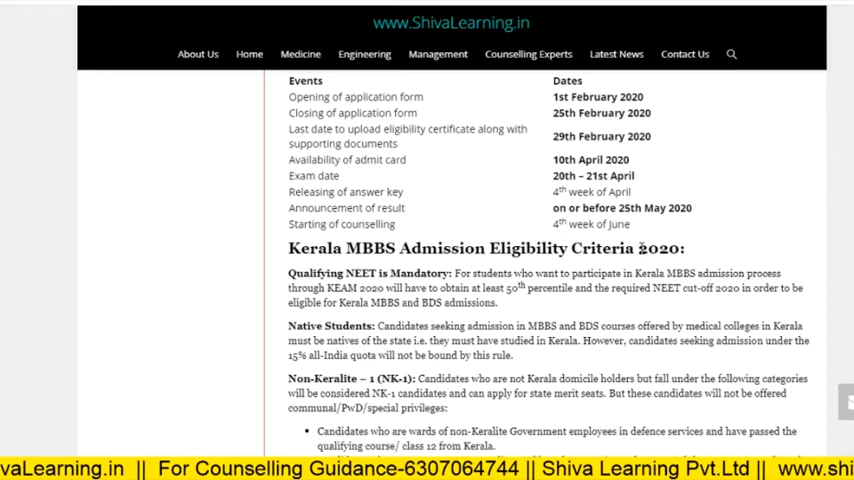 www.ShivaLearning.in
About Us Home Medicine Engineering Management Counselling Experts Latest News Contact Us
Events Dates
Opening of application form 1st February 2020
Closing of application form 25th February 2020
Last date to upload eligibility certificate along with
supporting documents 29th February 2020
Availability of admit card 10th April 2020
Exam date 20th – 21st April
Releasing of answer key 4th week of April
Announcement of result on or before 25th May 2020
Starting of counselling 4th week of June
Kerala MBBS Admission Eligibility Criteria 2020:
Qualifying NEET is Mandatory: For students who want to participate in Kerala MBBS admission process
through KEAM 2020 will have to obtain at least 50th percentile and the required NEET cut-off 2020 in order to be
eligible for Kerala MBBS and BDS admissions.
Native Students: Candidates seeking admission in MBBS and BDS courses offered by medical colleges in Kerala
must be natives of the state i.e. they must have studied in Kerala. However, candidates seeking admission under the
15% all-India quota will not be bound by this rule.
Non-Keralite – 1 (NK-1): Candidates who are not Kerala domicile holders but fall under the following categories
will be considered NK-1 candidates and can apply for state merit seats. But these candidates will not be offered
communal/PwD/special privileges:
• Candidates who are wards of non-Keralite Government employees in defence services and have passed the
qualifying course/ class 12 from Kerala.
vaLearning.in || For Counselling Guidance-6307064744 || Shiva Learning Pvt.Ltd || www.shi